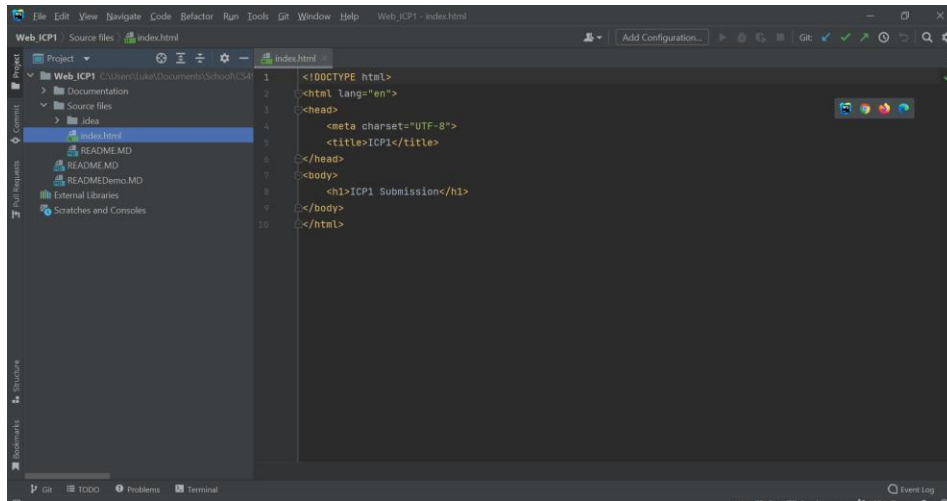 File Edit View Navigate Code Refactor Run Tools Git Window Help Web_ICP1 - index.html
Web_ICP1 Source files index.html
Add Configuration... Git:
Project
index.html
Web_ICP1 C:\Users\Luke\Documents\School\CS4
Documentation
Source files
.idea
index.html
README.MD
README.MD
READMEDemo.MD
External Libraries
Scratches and Consoles
1 <!DOCTYPE html>
2 <html lang="en">
3 <head>
4 <meta charset="UTF-8">
5 <title>ICP1</title>
6 </head>
7 <body>
8 <h1>ICP1 Submission</h1>
9 </body>
10 </html>
Project
Commit
Pull Requests
Structure
Bookmarks
Git TODO Problems Terminal
Event Log